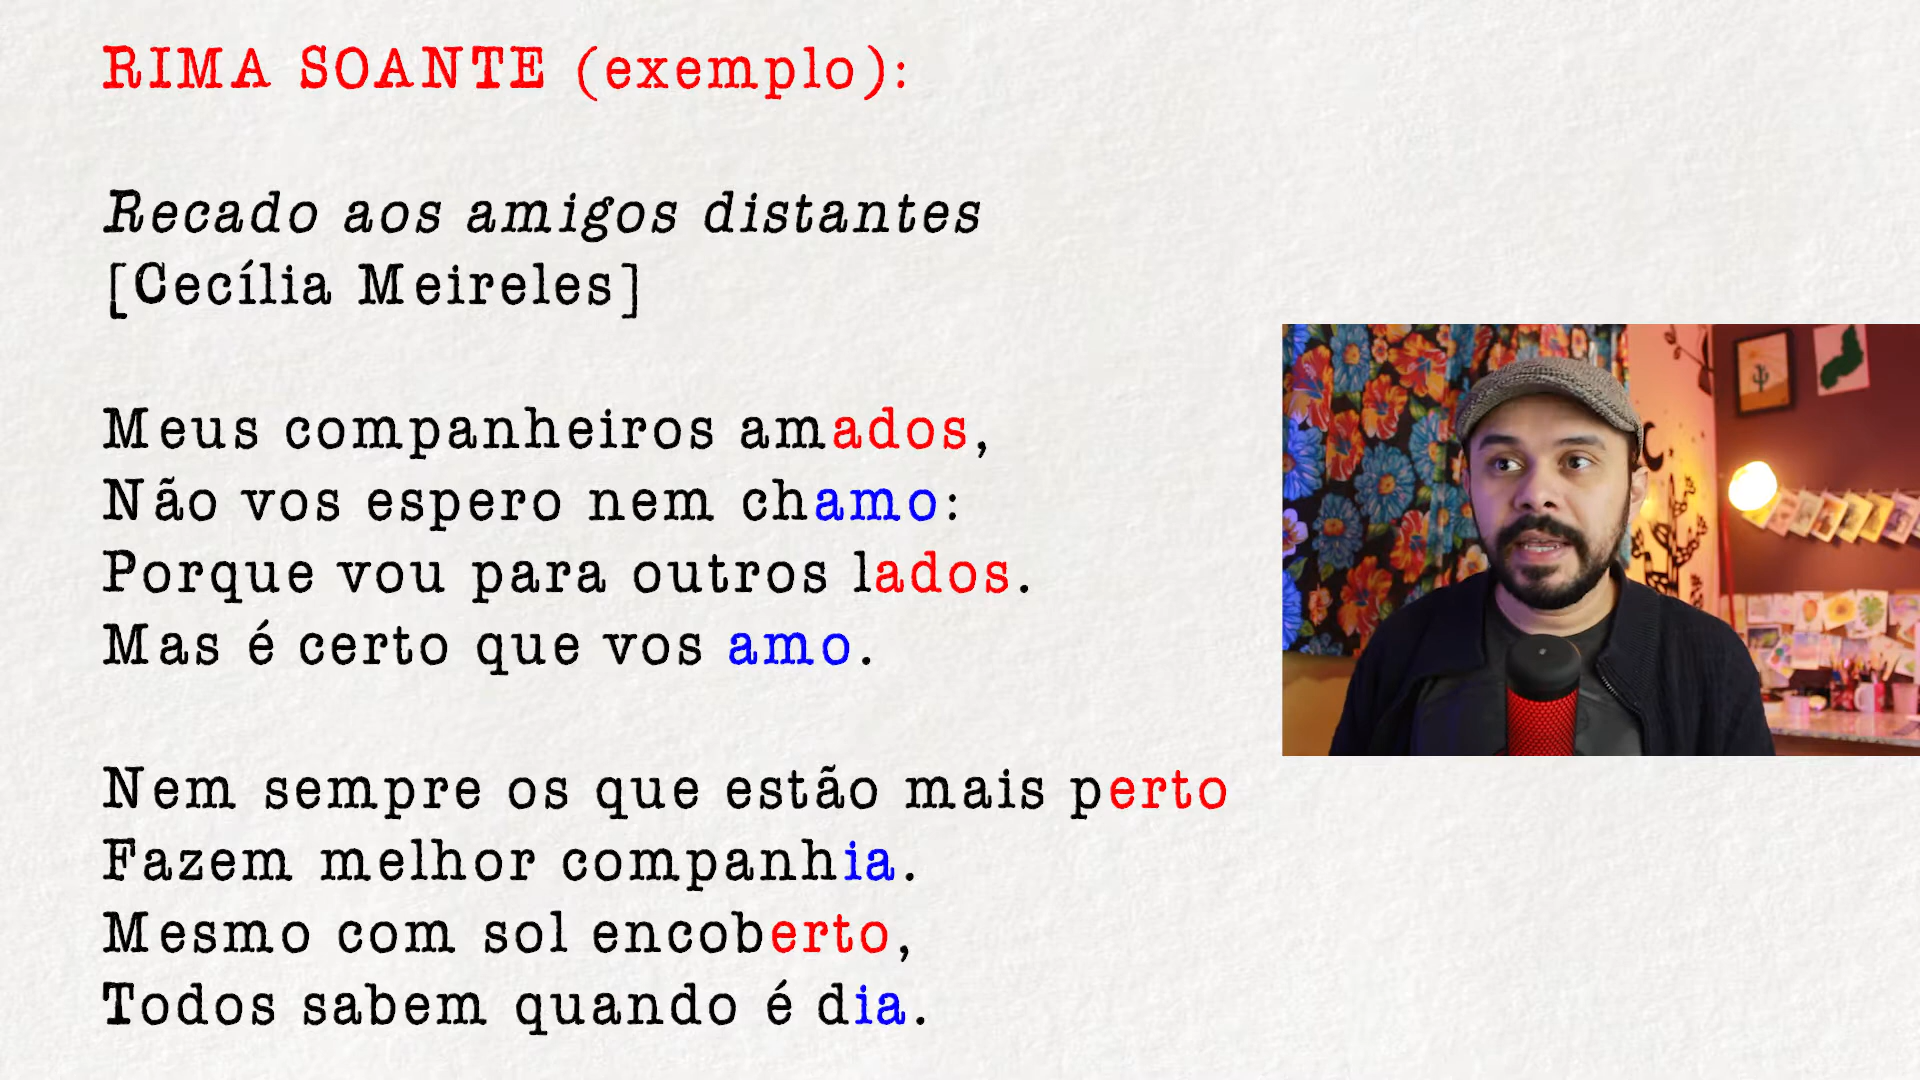 RIMA SOANTE (exemplo):
Recado aos amigos distantes
[Cecília Meireles]
Meus companheiros amados,
Não vos espero nem chamo:
Porque vou para outros lados.
Mas é certo que vos amo.
Nem sempre os que estão mais perto
Fazem melhor companhia.
Mesmo com sol encoberto,
Todos sabem quando é dia.